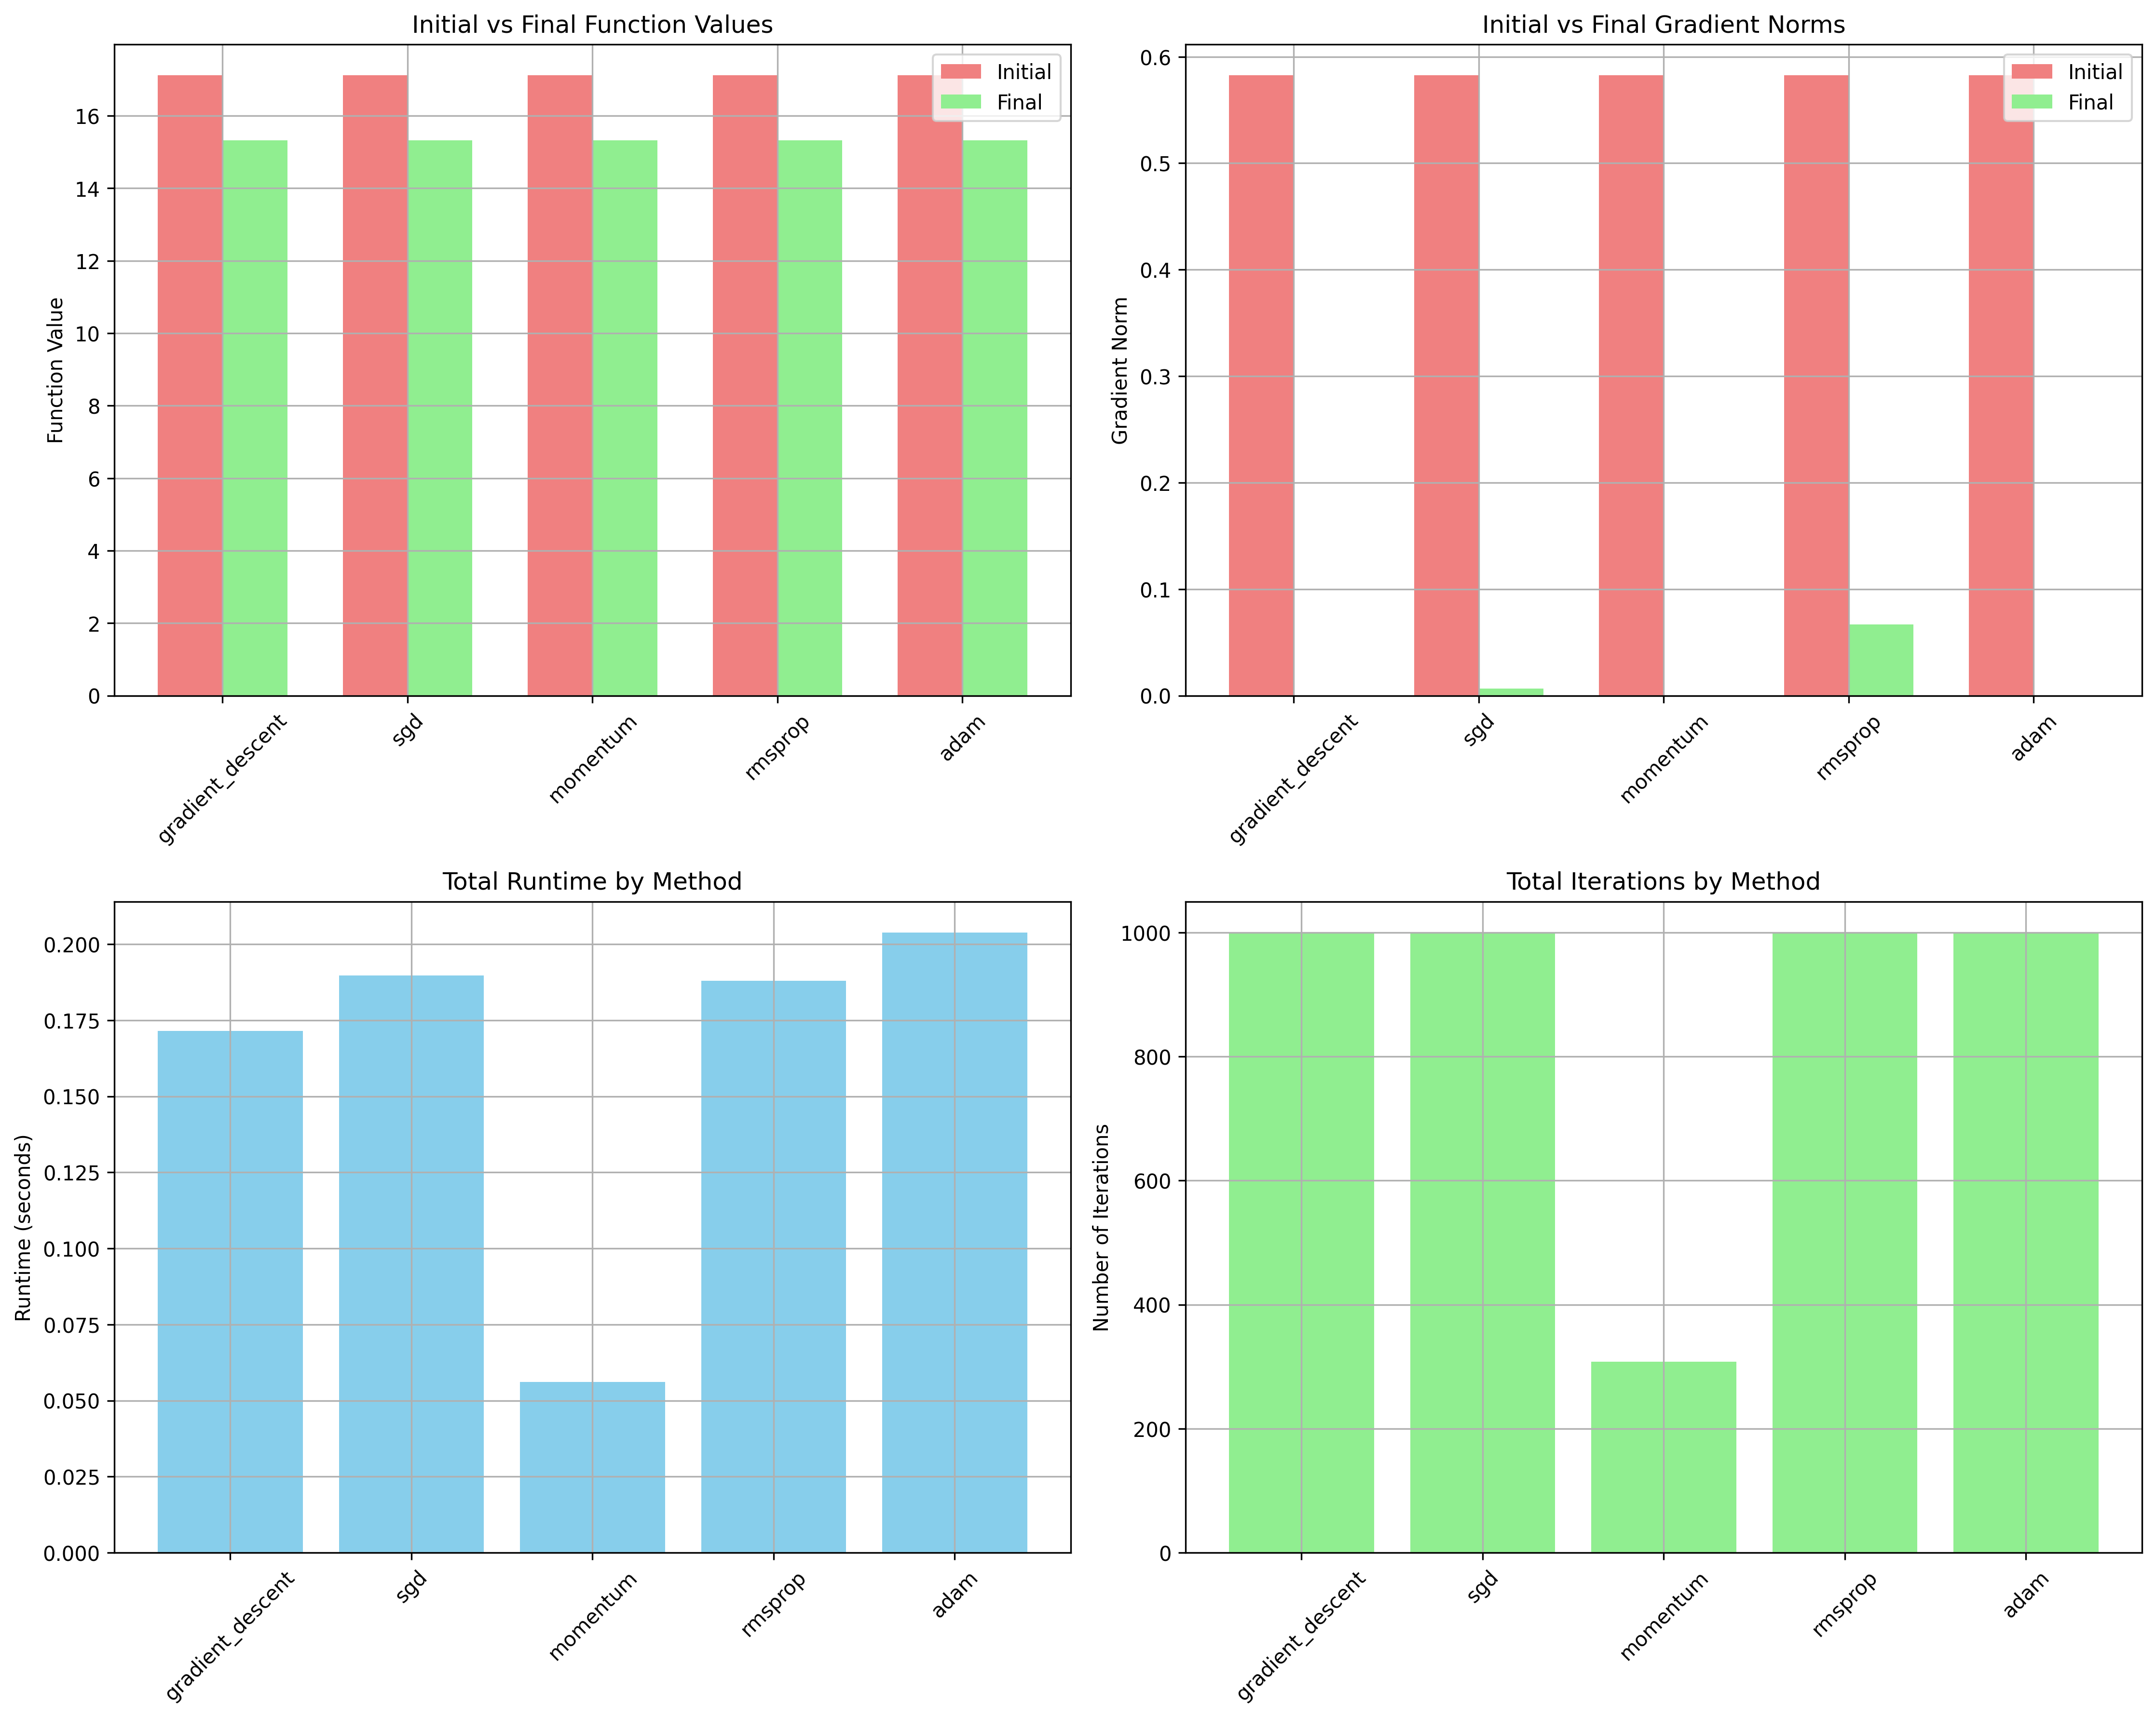 Initial vs Final Function Values
Function Value
16
14
12
10
8
6
4
2
0
Initial
Final
gradient_descent
sgd
momentum
rmsprop
adam
Initial vs Final Gradient Norms
Gradient Norm
0.6
0.5
0.4
0.3
0.2
0.1
0.0
Initial
Final
gradient_descent
sgd
momentum
rmsprop
adam
Total Runtime by Method
Runtime (seconds)
0.200
0.175
0.150
0.125
0.100
0.075
0.050
0.025
0.000
gradient_descent
sgd
momentum
rmsprop
adam
Total Iterations by Method
Number of Iterations
1000
800
600
400
200
0
gradient_descent
sgd
momentum
rmsprop
adam